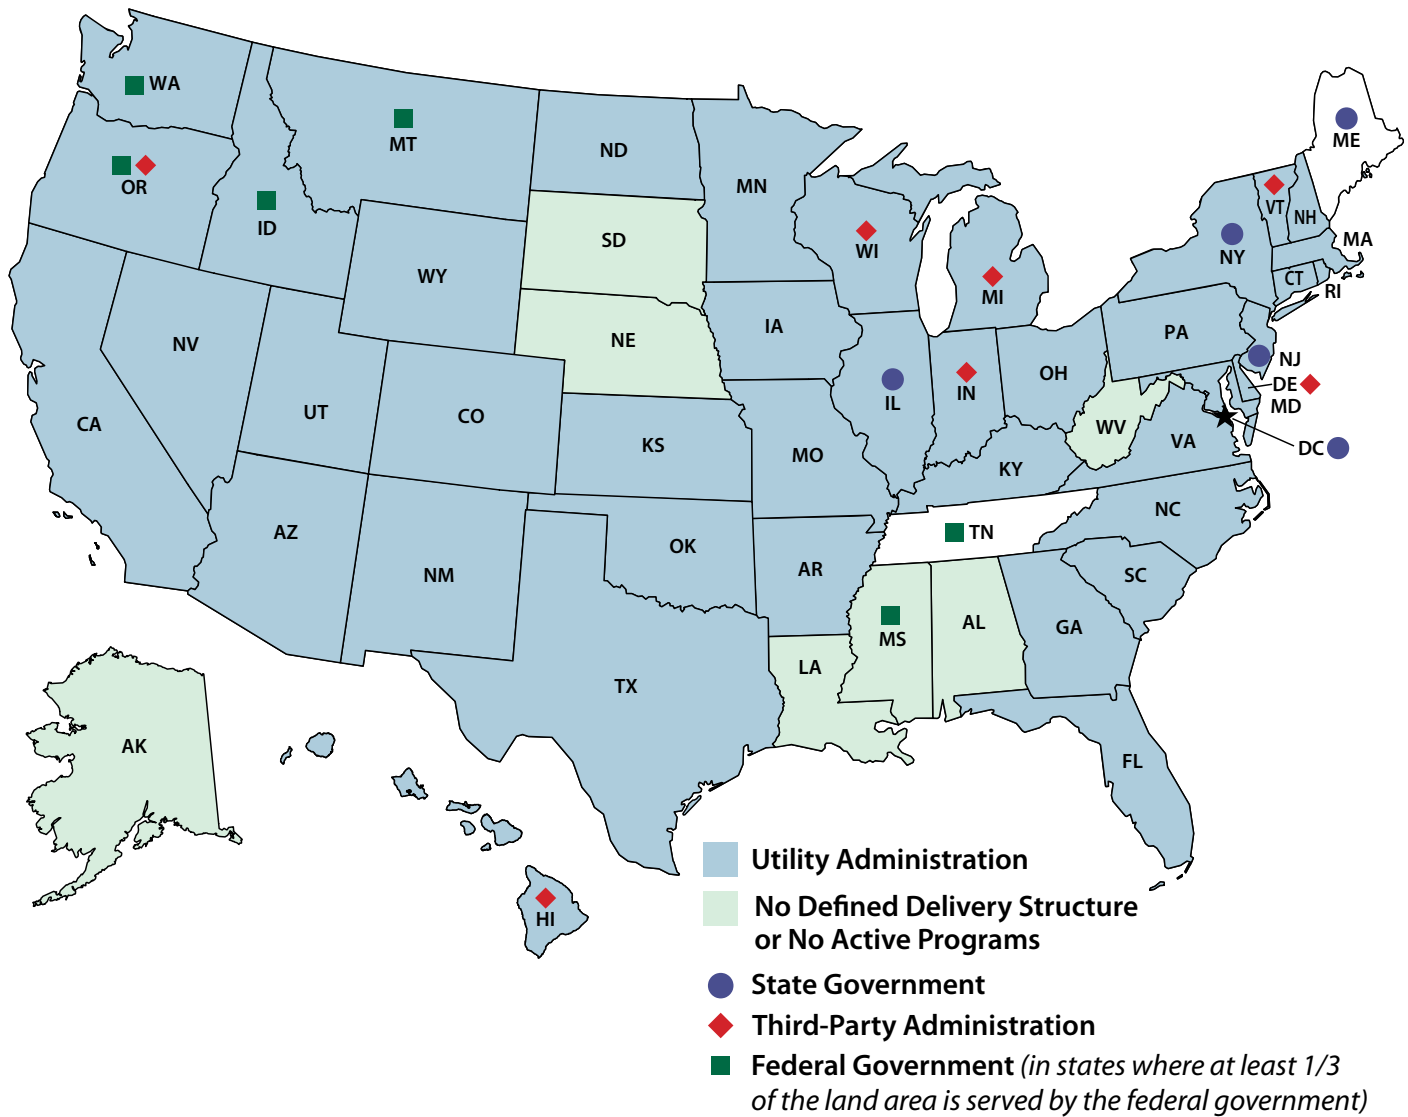 WA
MT
ME
ND
OR
MN
VT
NH
ID
SD
WI
NY
MA
WY
MI
CT
RI
IA
PA
NV
NE
NJ
OH
DE
UT
IN
IL
MD
CO
CA
WV
VA
DC
KS
MO
KY
NC
AZ
OK
TN
NM
AR
SC
AL
GA
MS
LA
TX
AK
FL
HI
Utility Administration
No Defined Delivery Structure
or No Active Programs
State Government
Third-Party Administration
Federal Government (in states where at least 1/3
of the land area is served by the federal government)